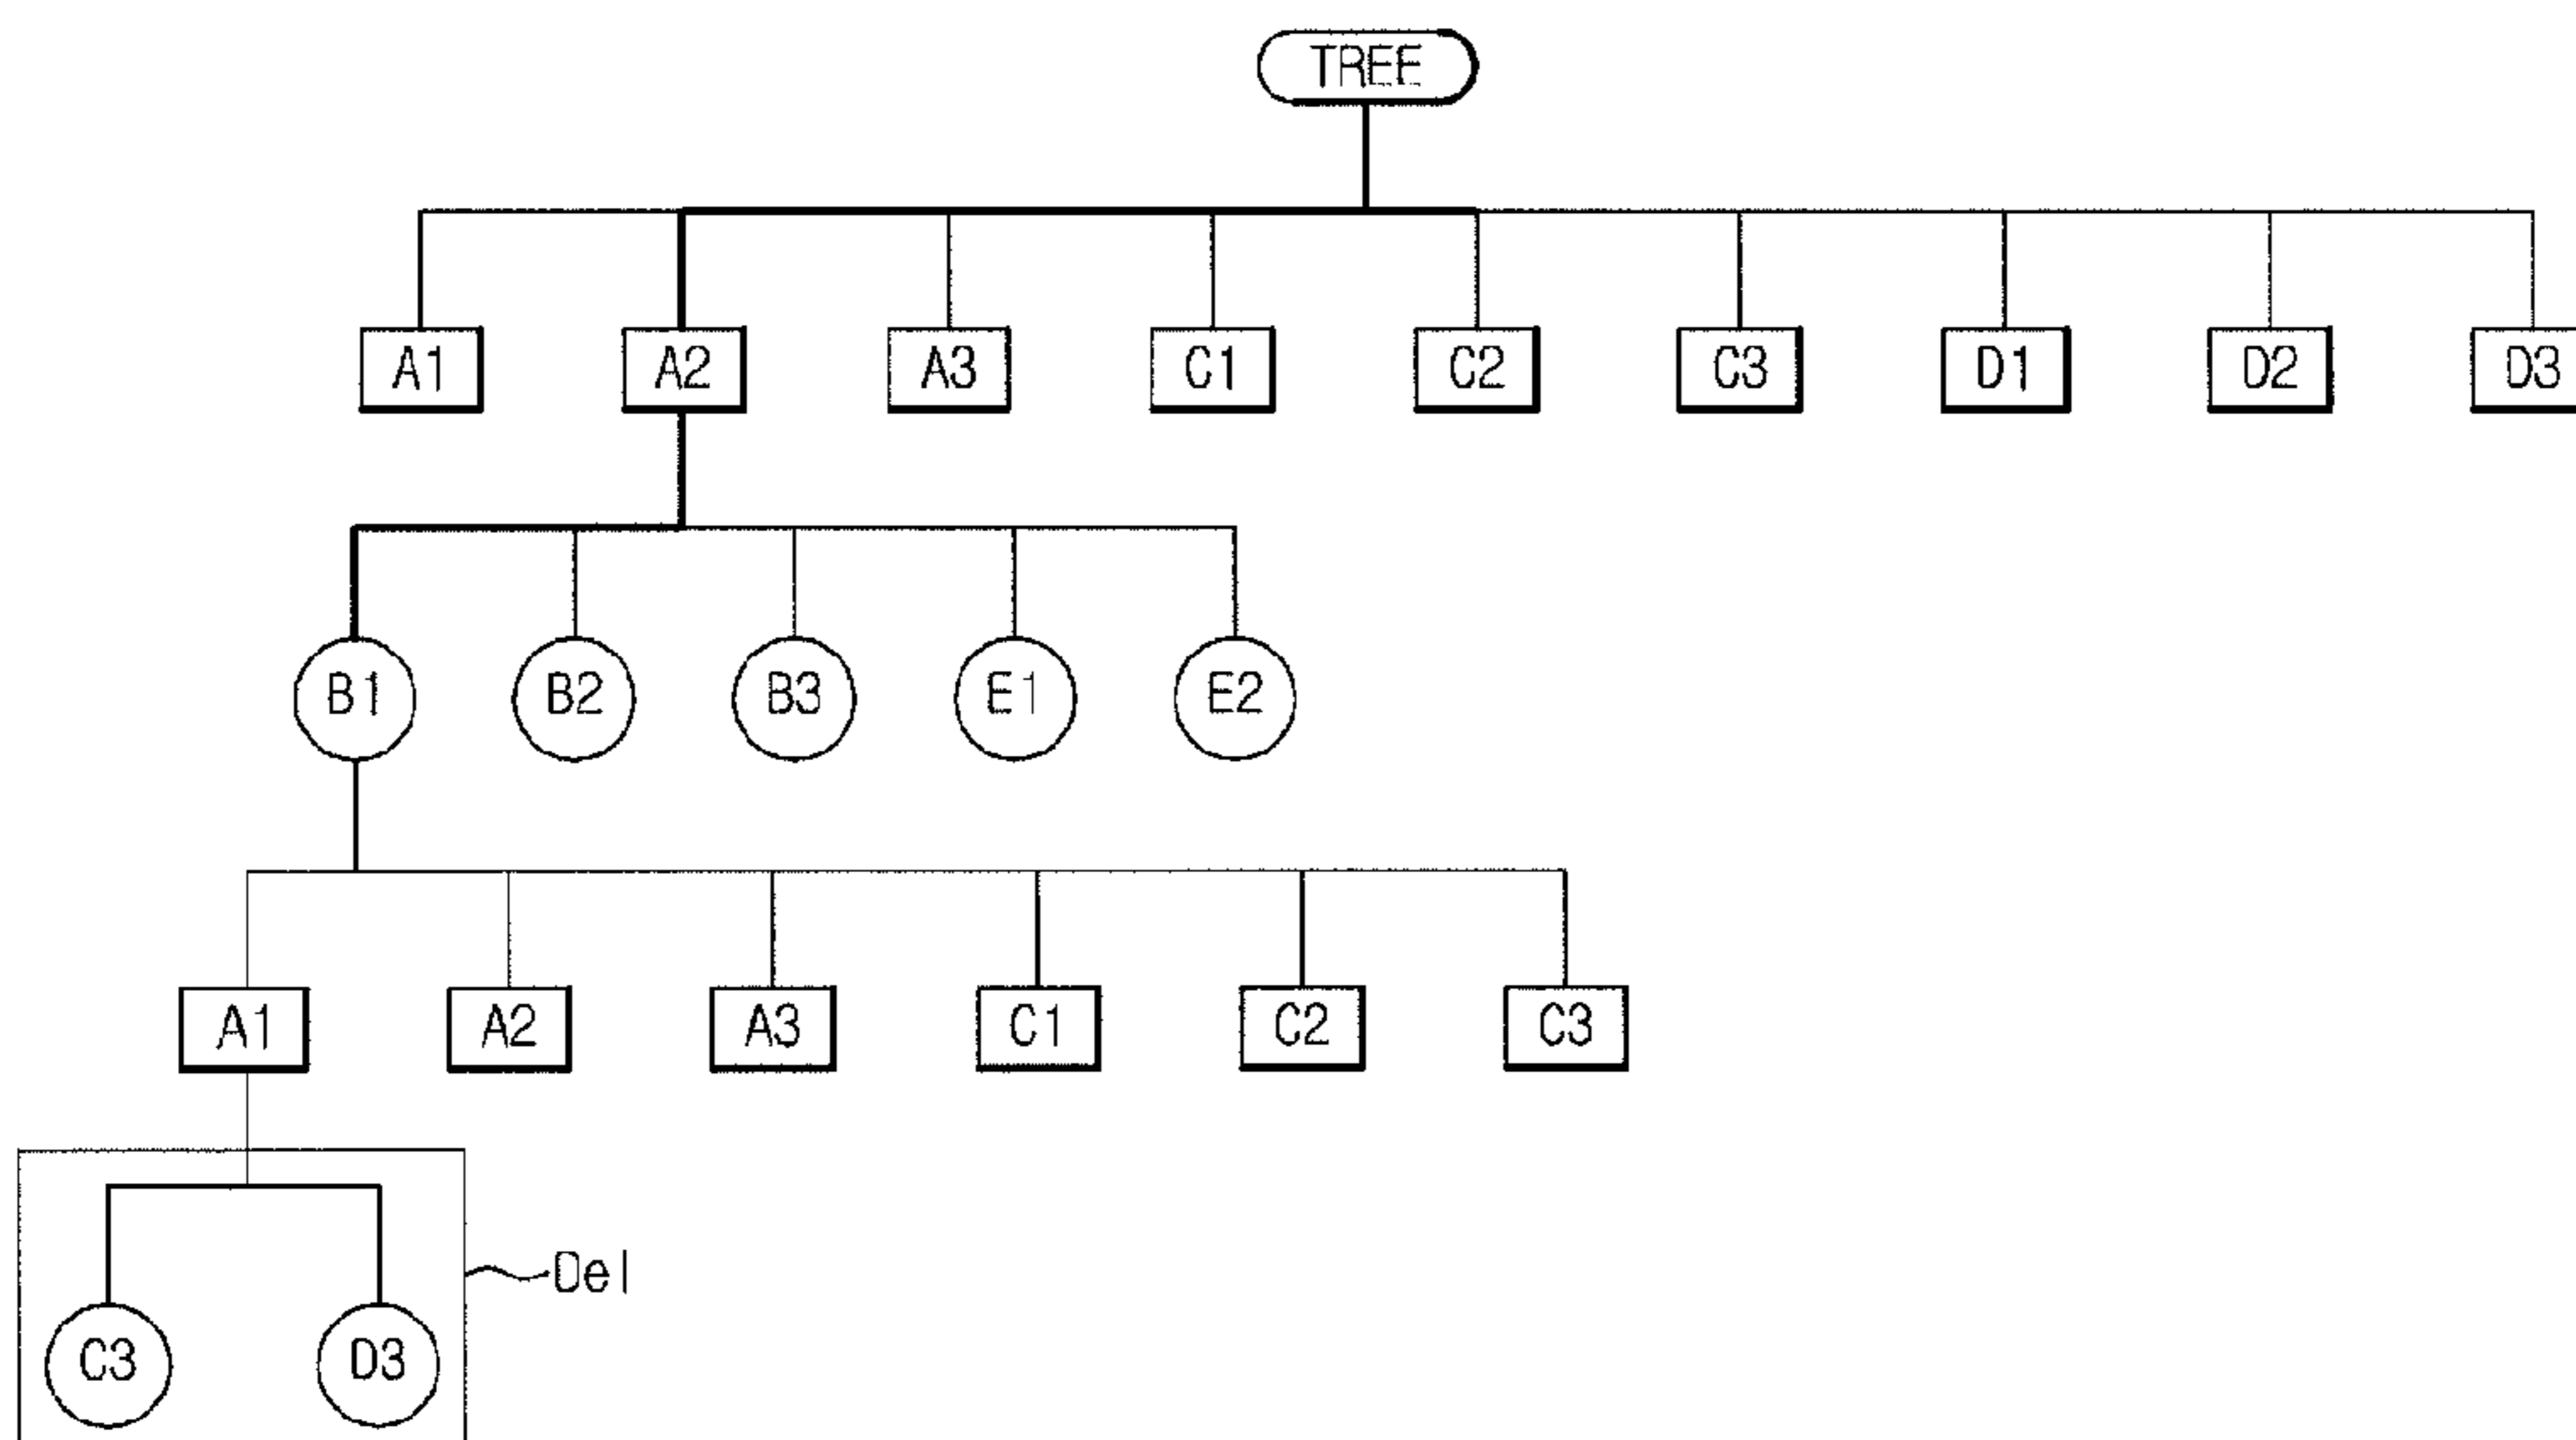 TREE
A1 A2 A3 C1 C2 C3 D1 D2 D3
B1 B2 B3 E1 E2
A1 A2 A3 C1 C2 C3
Del
C3 D3